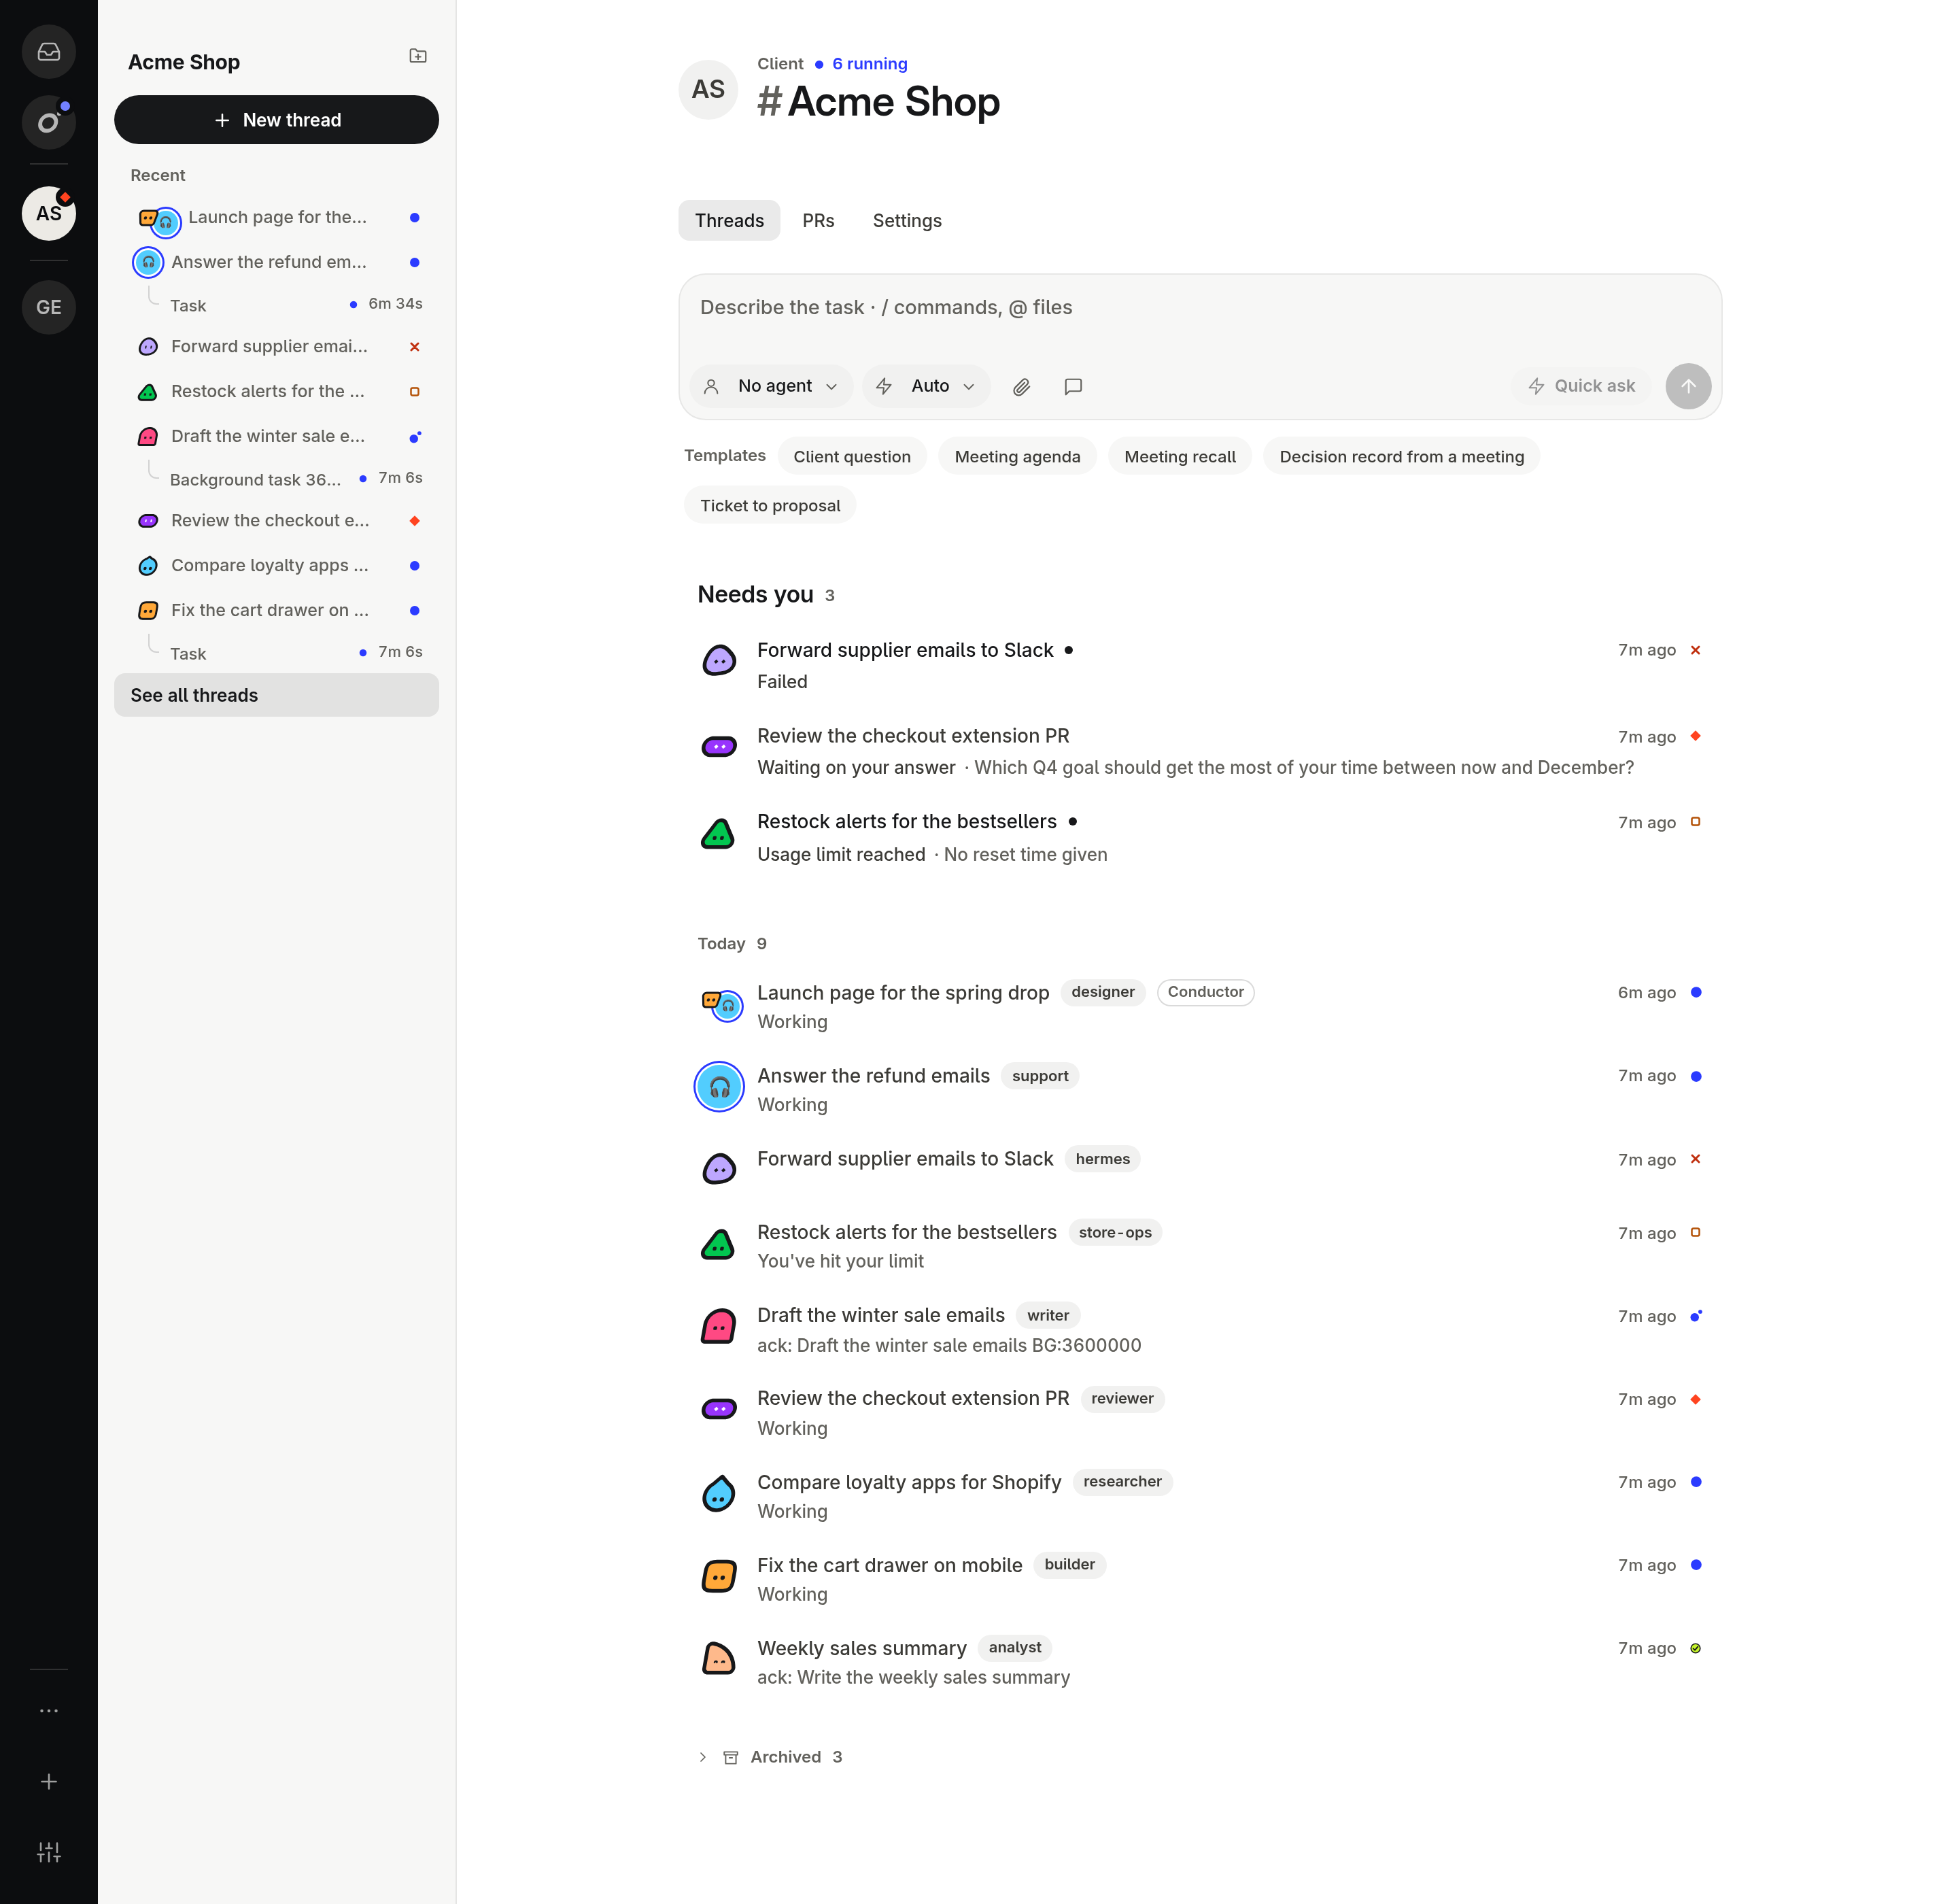 Acme Shop
New thread
Recent
Launch page for the...
Answer the refund em...
Task 6m 34s
Forward supplier emai...
Restock alerts for the ...
Draft the winter sale e...
Background task 36... 7m 6s
Review the checkout e...
Compare loyalty apps ...
Fix the cart drawer on ...
Task 7m 6s
See all threads
AS
GE
AS
Client 6 running
# Acme Shop
Threads PRs Settings
Describe the task · / commands, @ files
No agent Auto Quick ask
Templates Client question Meeting agenda Meeting recall Decision record from a meeting
Ticket to proposal
Needs you 3
Forward supplier emails to Slack 7m ago
Failed
Review the checkout extension PR 7m ago
Waiting on your answer · Which Q4 goal should get the most of your time between now and December?
Restock alerts for the bestsellers 7m ago
Usage limit reached · No reset time given
Today 9
Launch page for the spring drop designer Conductor 6m ago
Working
Answer the refund emails support 7m ago
Working
Forward supplier emails to Slack hermes 7m ago
Restock alerts for the bestsellers store-ops 7m ago
You've hit your limit
Draft the winter sale emails writer 7m ago
ack: Draft the winter sale emails BG:3600000
Review the checkout extension PR reviewer 7m ago
Working
Compare loyalty apps for Shopify researcher 7m ago
Working
Fix the cart drawer on mobile builder 7m ago
Working
Weekly sales summary analyst 7m ago
ack: Write the weekly sales summary
Archived 3